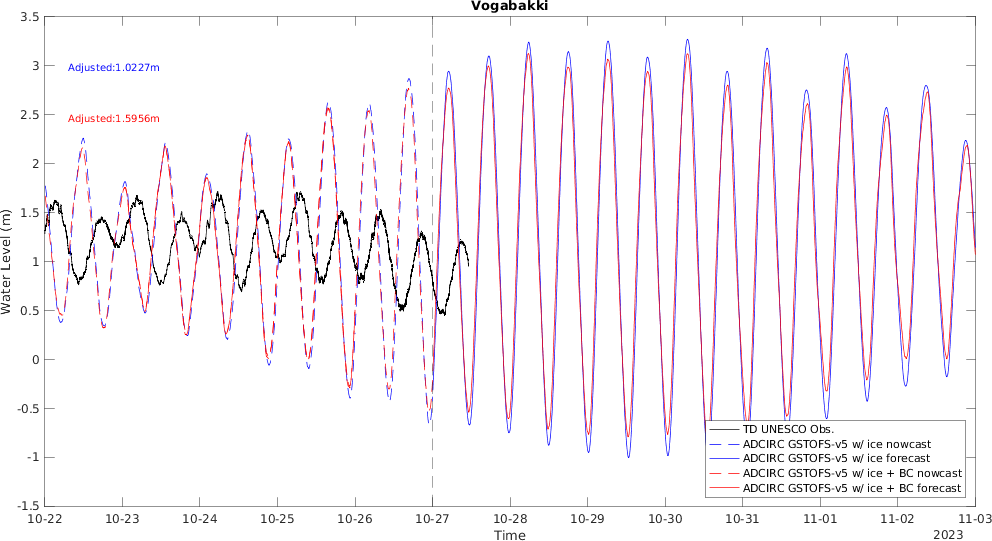 Vogabakki
3.5
3
2.5
2
1.5
1
0.5
0
-0.5
-1
-1.5
Water Level (m)
Adjusted:1.0227m
Adjusted:1.5956m
TD UNESCO Obs.
ADCIRC GSTOFS-v5 w/ ice nowcast
ADCIRC GSTOFS-v5 w/ ice forecast
ADCIRC GSTOFS-v5 w/ ice + BC nowcast
ADCIRC GSTOFS-v5 w/ ice + BC forecast
10-22 10-23 10-24 10-25 10-26 10-27 10-28 10-29 10-30 10-31 11-01 11-02 11-03
Time
2023